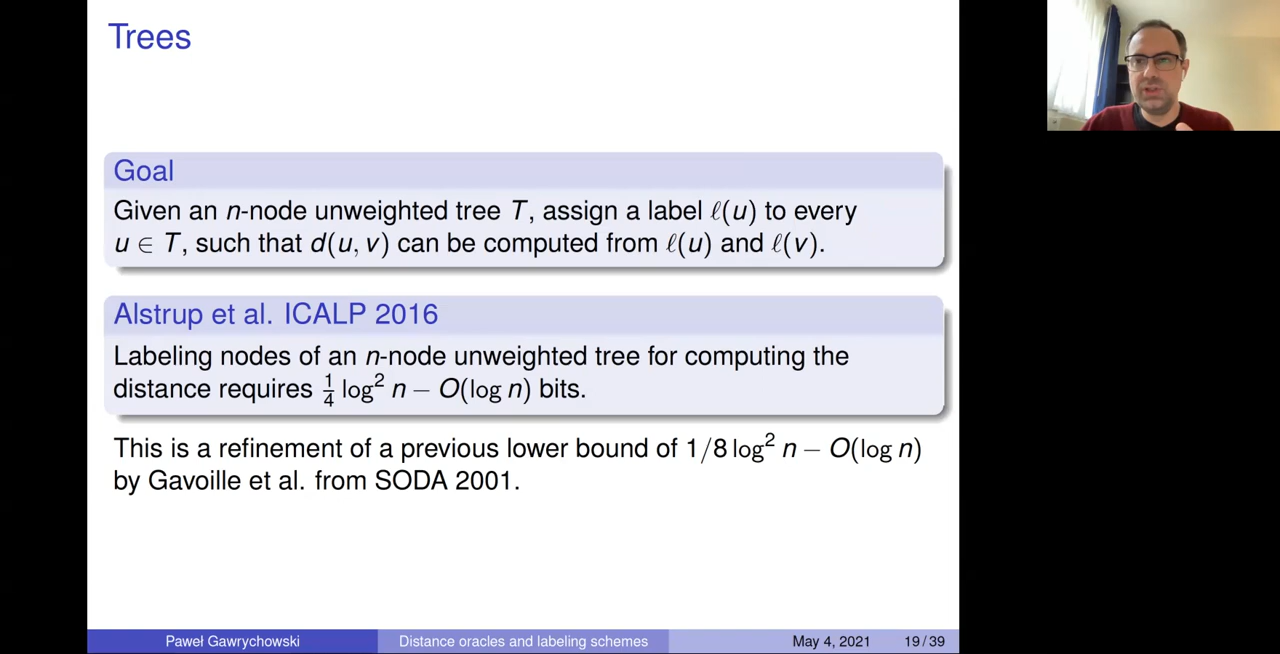 Trees
Goal
Given an n-node unweighted tree T, assign a label ℓ(u) to every
u ∈ T, such that d(u, v) can be computed from ℓ(u) and ℓ(v).
Alstrup et al. ICALP 2016
Labeling nodes of an n-node unweighted tree for computing the
distance requires 1/4 log² n − O(log n) bits.
This is a refinement of a previous lower bound of 1/8 log² n − O(log n)
by Gavoille et al. from SODA 2001.
Paweł Gawrychowski Distance oracles and labeling schemes May 4, 2021 19/39